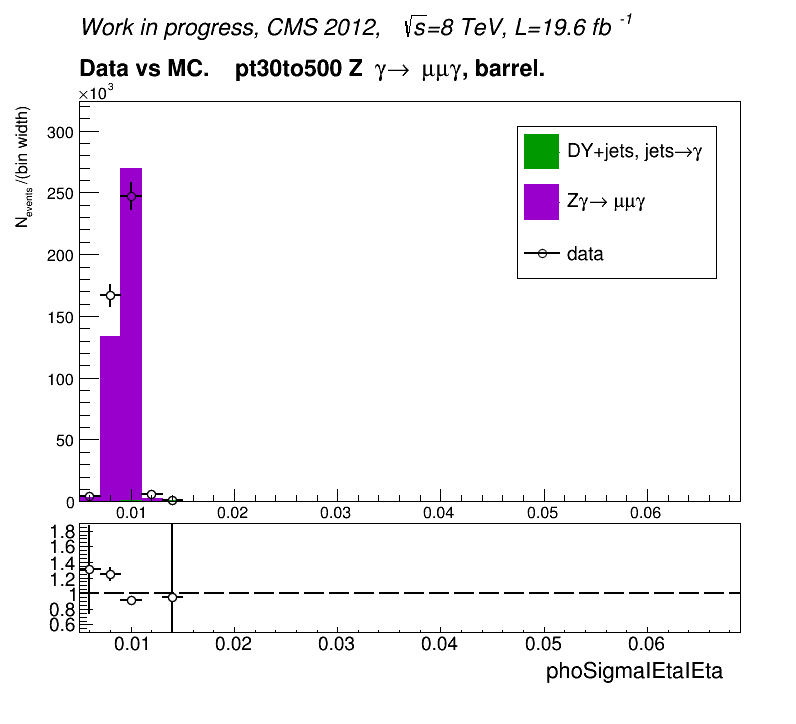 Work in progress, CMS 2012, √s=8 TeV, L=19.6 fb -1
Data vs MC. pt30to500 Z γ→ μμγ, barrel.
×10³
N events /(bin width)
300
250
200
150
100
50
0
DY+jets, jets→γ
Zγ→ μμγ
data
0.01 0.02 0.03 0.04 0.05 0.06
1.8
1.6
1.4
1.2
1
0.8
0.6
0.01 0.02 0.03 0.04 0.05 0.06
phoSigmaIEtaIEta